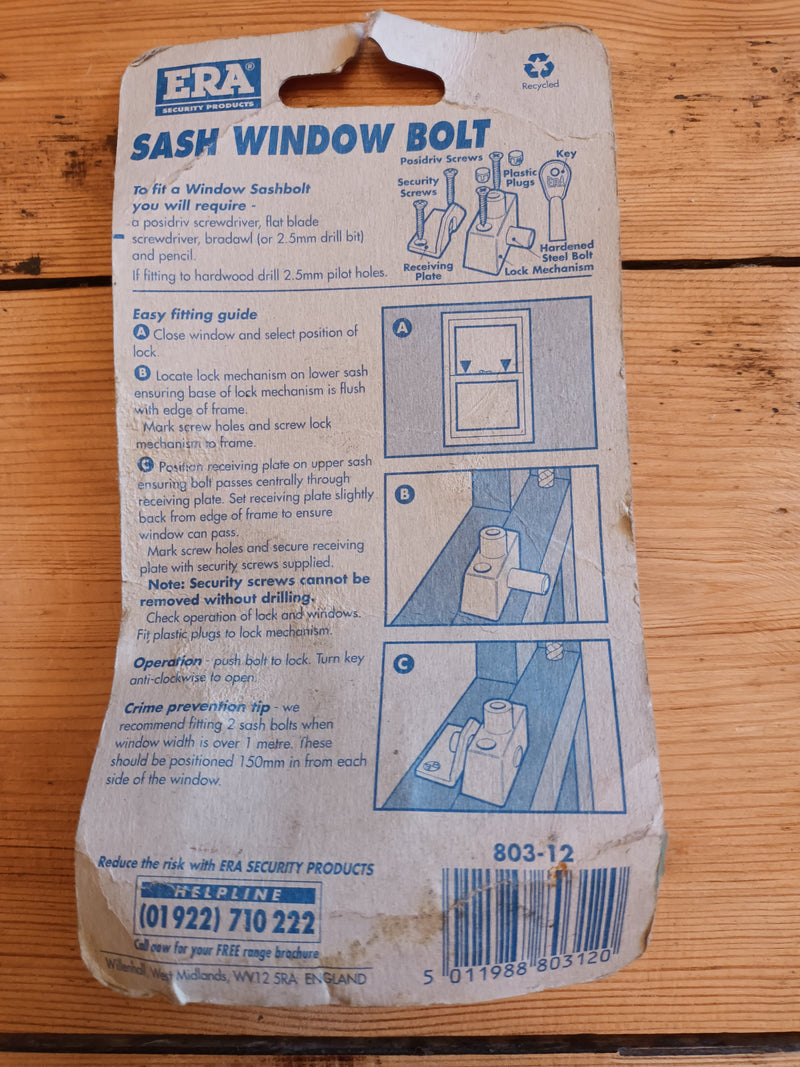 ERA®
SECURITY PRODUCTS
Recycled
SASH WINDOW BOLT
To fit a Window Sashbolt
you will require -
a posidriv screwdriver, flat blade
screwdriver, bradawl (or 2.5mm drill bit)
and pencil.
If fitting to hardwood drill 2.5mm pilot holes.
Posidriv Screws
Key
Security
Screws
Plastic
Plugs
ERA
Hardened
Steel Bolt
Receiving
Plate
Lock Mechanism
Easy fitting guide
A Close window and select position of
lock.
B Locate lock mechanism on lower sash
ensuring base of lock mechanism is flush
with edge of frame.
Mark screw holes and screw lock
mechanism to frame.
C Position receiving plate on upper sash
ensuring bolt passes centrally through
receiving plate. Set receiving plate slightly
back from edge of frame to ensure
window can pass.
Mark screw holes and secure receiving
plate with security screws supplied.
Note: Security screws cannot be
removed without drilling.
Check operation of lock and windows.
Fit plastic plugs to lock mechanism.
Operation - push bolt to lock. Turn key
anti-clockwise to open.
Crime prevention tip - we
recommend fitting 2 sash bolts when
window width is over 1 metre. These
should be positioned 150mm in from each
side of the window.
A
B
C
Reduce the risk with ERA SECURITY PRODUCTS
HELPLINE
(01922) 710 222
Call now for your FREE range brochure
Willenhall, West Midlands, WV12 5RA ENGLAND
803-12
5 011988 803120